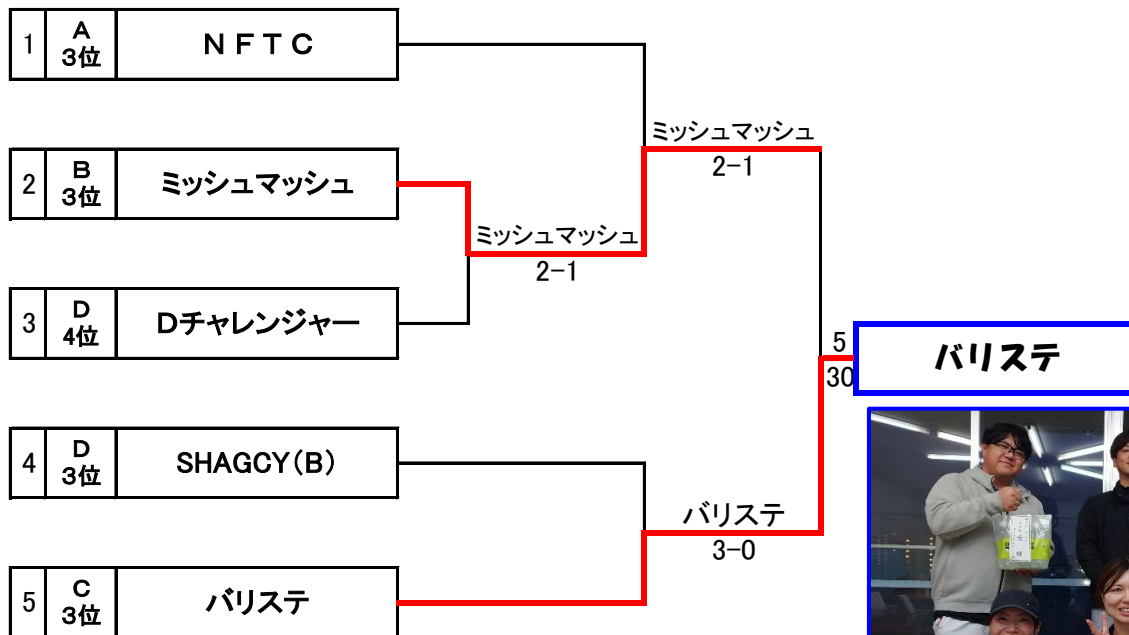 1 A 3位 NFTC
ミッシュマッシュ
2-1
2 B 3位 ミッシュマッシュ
ミッシュマッシュ
2-1
3 D 4位 Dチャレンジャー
5
30
バリステ
4 D 3位 SHAGCY(B)
バリステ
3-0
5 C 3位 バリステ